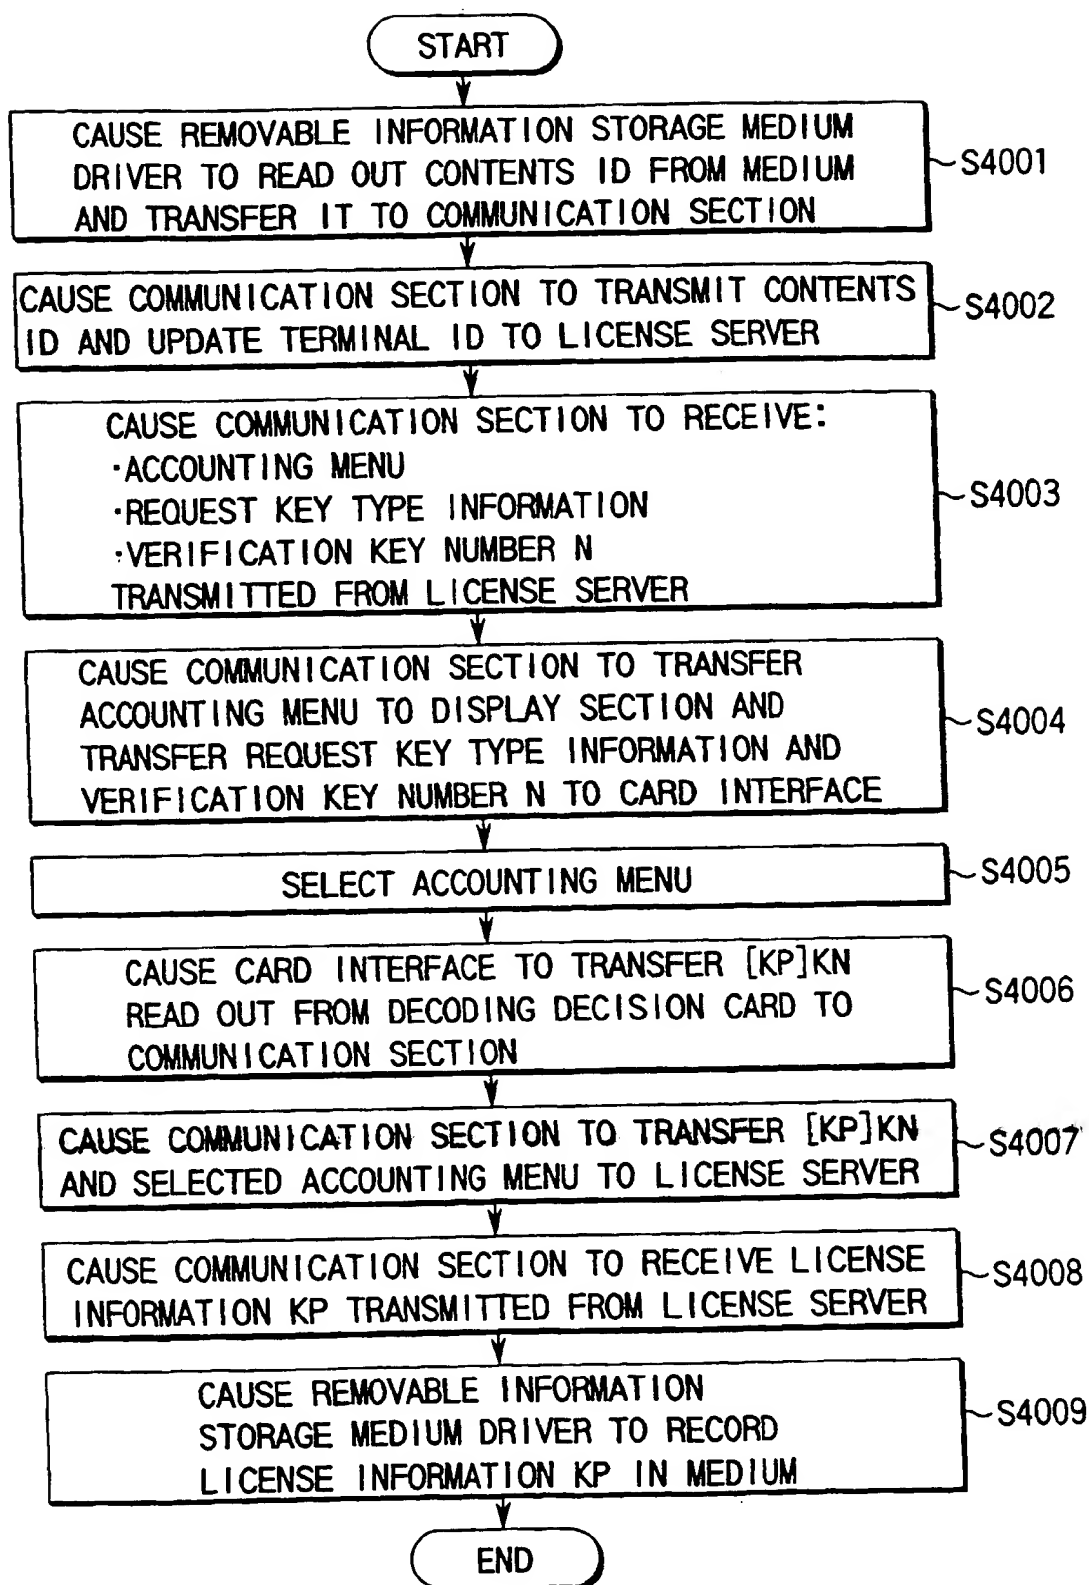 START
CAUSE REMOVABLE INFORMATION STORAGE MEDIUM
DRIVER TO READ OUT CONTENTS ID FROM MEDIUM
AND TRANSFER IT TO COMMUNICATION SECTION
S4001
CAUSE COMMUNICATION SECTION TO TRANSMIT CONTENTS
ID AND UPDATE TERMINAL ID TO LICENSE SERVER
S4002
CAUSE COMMUNICATION SECTION TO RECEIVE:
·ACCOUNTING MENU
·REQUEST KEY TYPE INFORMATION
·VERIFICATION KEY NUMBER N
TRANSMITTED FROM LICENSE SERVER
S4003
CAUSE COMMUNICATION SECTION TO TRANSFER
ACCOUNTING MENU TO DISPLAY SECTION AND
TRANSFER REQUEST KEY TYPE INFORMATION AND
VERIFICATION KEY NUMBER N TO CARD INTERFACE
S4004
SELECT ACCOUNTING MENU
S4005
CAUSE CARD INTERFACE TO TRANSFER [KP]KN
READ OUT FROM DECODING DECISION CARD TO
COMMUNICATION SECTION
S4006
CAUSE COMMUNICATION SECTION TO TRANSFER [KP]KN
AND SELECTED ACCOUNTING MENU TO LICENSE SERVER
S4007
CAUSE COMMUNICATION SECTION TO RECEIVE LICENSE
INFORMATION KP TRANSMITTED FROM LICENSE SERVER
S4008
CAUSE REMOVABLE INFORMATION
STORAGE MEDIUM DRIVER TO RECORD
LICENSE INFORMATION KP IN MEDIUM
S4009
END